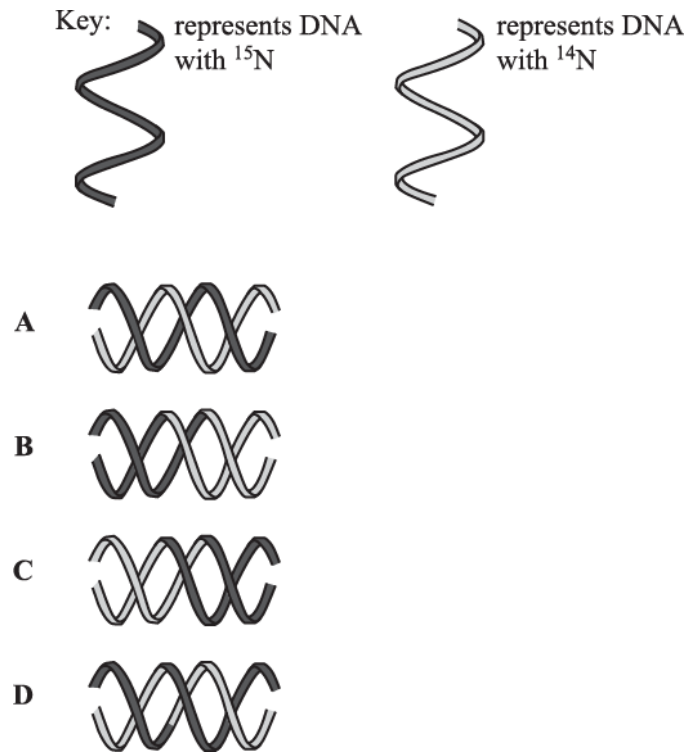 Key:
represents DNA
with ¹⁵N
represents DNA
with ¹⁴N
A
B
C
D